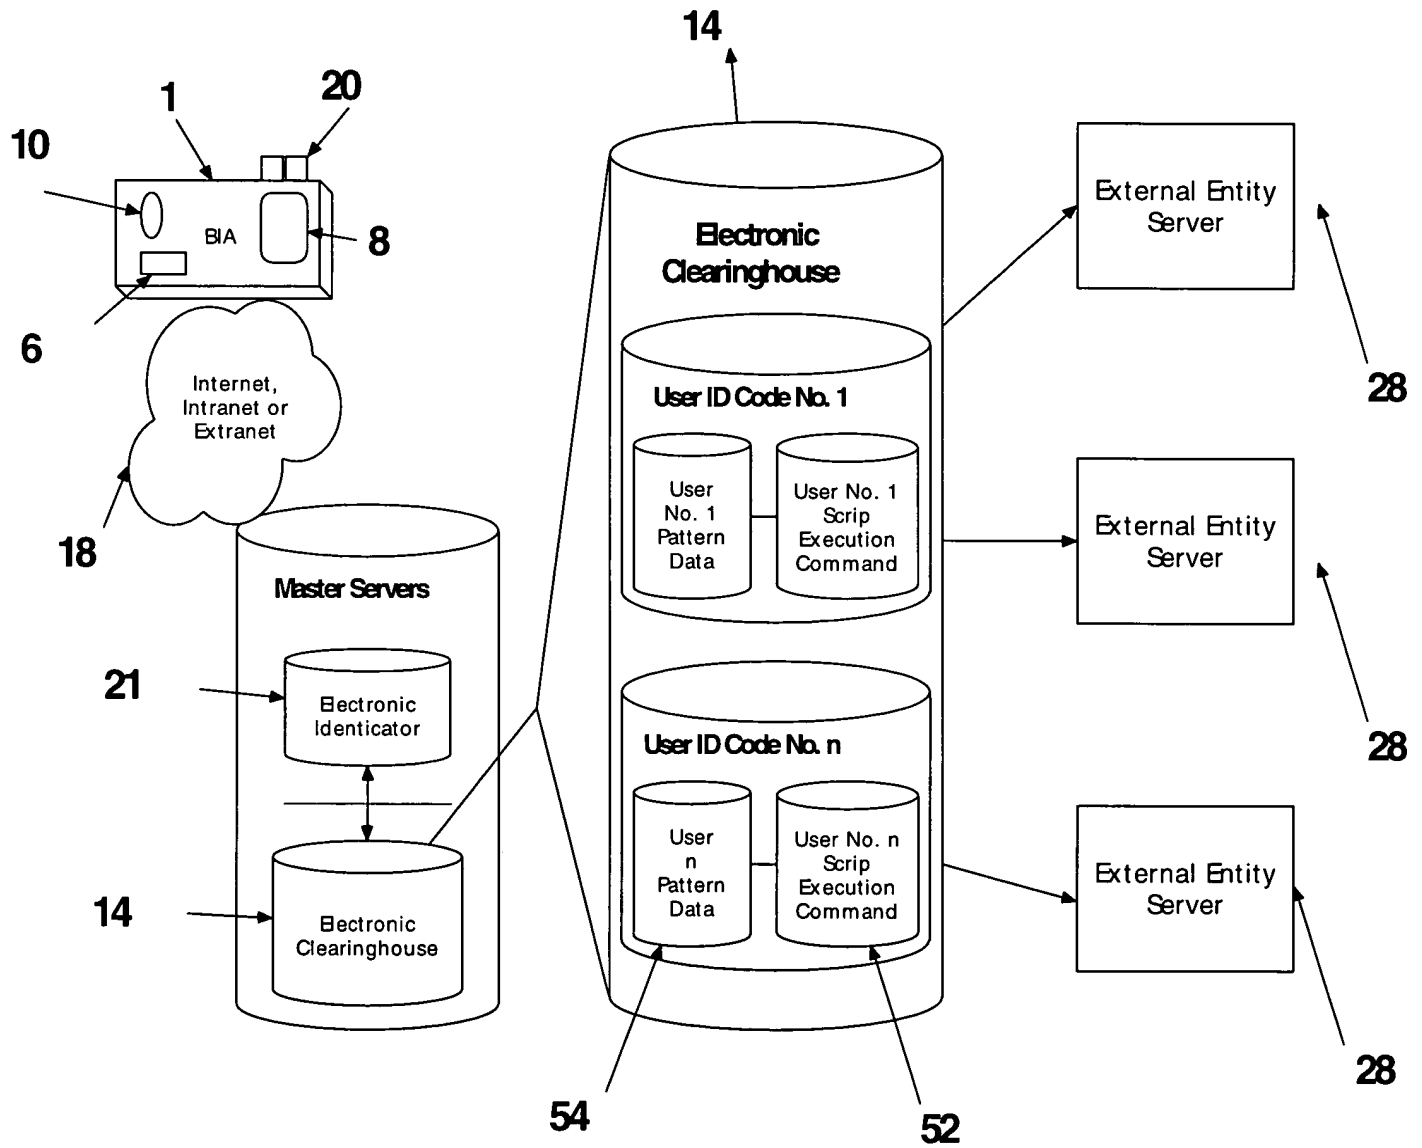 14
1
20
10
BIA
8
6
Internet,
Intranet or
Extranet
18
Master Servers
21
Electronic
Identicator
14
Electronic
Clearinghouse
Electronic
Clearinghouse
User ID Code No. 1
User
No. 1
Pattern
Data
User No. 1
Scrip
Execution
Command
User ID Code No. n
User
n
Pattern
Data
User No. n
Scrip
Execution
Command
54
52
External Entity
Server
28
External Entity
Server
28
External Entity
Server
28